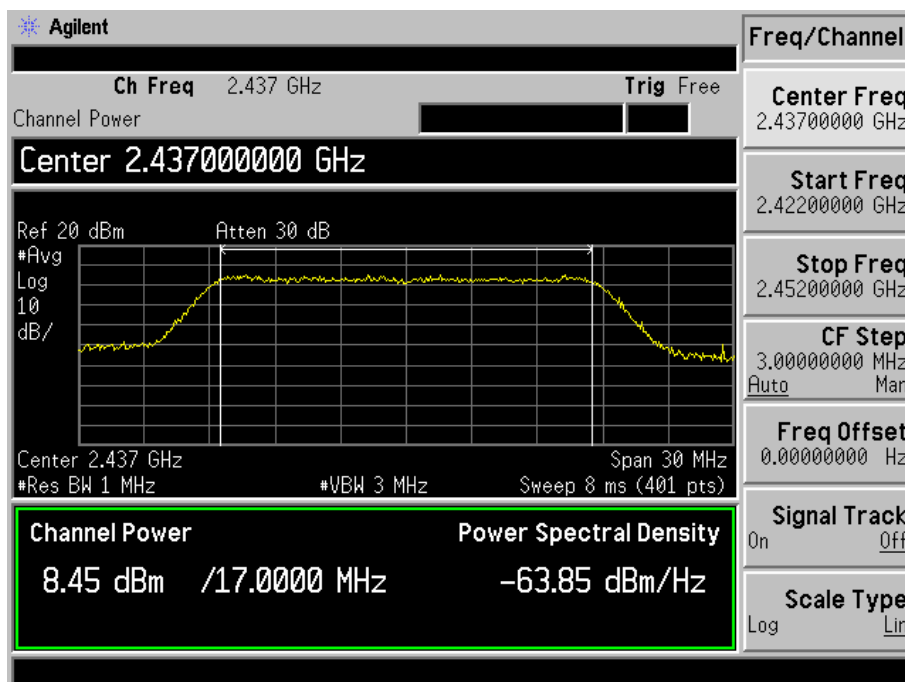 Agilent
Freq/Channel
Ch Freq 2.437 GHz Trig Free
Channel Power
Center 2.437000000 GHz
Ref 20 dBm Atten 30 dB
#Avg
Log
10
dB/
Center 2.437 GHz Span 30 MHz
#Res BW 1 MHz #VBW 3 MHz Sweep 8 ms (401 pts)
Channel Power Power Spectral Density
8.45 dBm /17.0000 MHz -63.85 dBm/Hz
Center Freq
2.43700000 GHz
Start Freq
2.42200000 GHz
Stop Freq
2.45200000 GHz
CF Step
3.00000000 MHz
Auto Man
Freq Offset
0.00000000 Hz
Signal Track
On Off
Scale Type
Log Lin